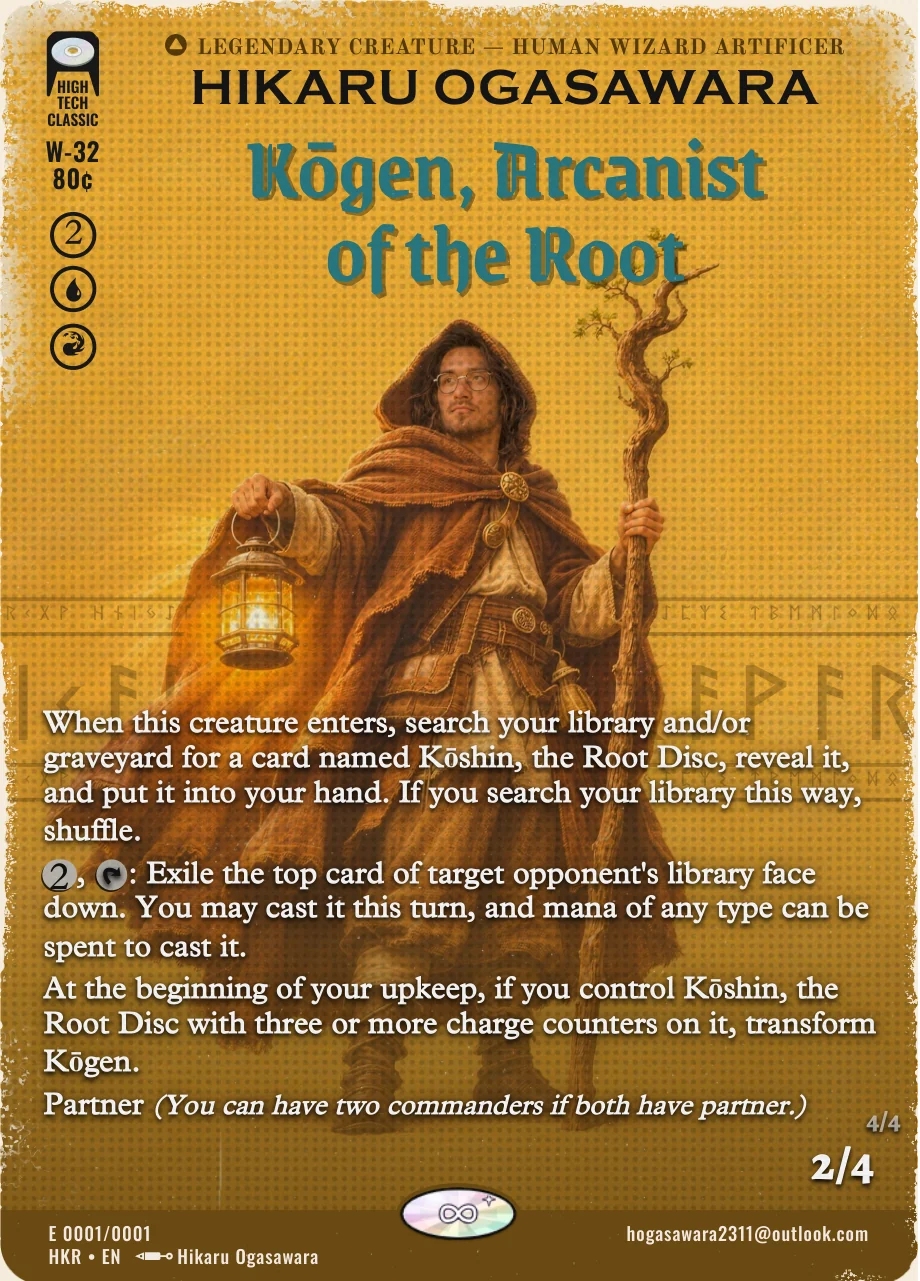 LEGENDARY CREATURE — HUMAN WIZARD ARTIFICER
HIKARU OGASAWARA
HIGH
TECH
CLASSIC
W-32
80¢
2
Kōgen, Arcanist
of the Root
When this creature enters, search your library and/or
graveyard for a card named Kōshin, the Root Disc, reveal it,
and put it into your hand. If you search your library this way,
shuffle.
2, : Exile the top card of target opponent's library face
down. You may cast it this turn, and mana of any type can be
spent to cast it.
At the beginning of your upkeep, if you control Kōshin, the
Root Disc with three or more charge counters on it, transform
Kōgen.
Partner (You can have two commanders if both have partner.)
4/4
2/4
E 0001/0001
HKR • EN Hikaru Ogasawara
hogasawara2311@outlook.com